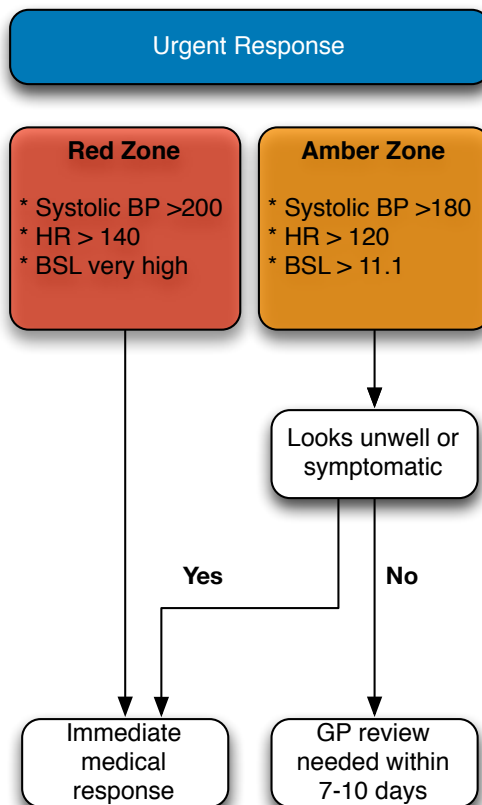 Urgent Response
Red Zone
* Systolic BP >200
* HR > 140
* BSL very high
Amber Zone
* Systolic BP >180
* HR > 120
* BSL > 11.1
Looks unwell or
symptomatic
Yes
No
Immediate
medical
response
GP review
needed within
7-10 days